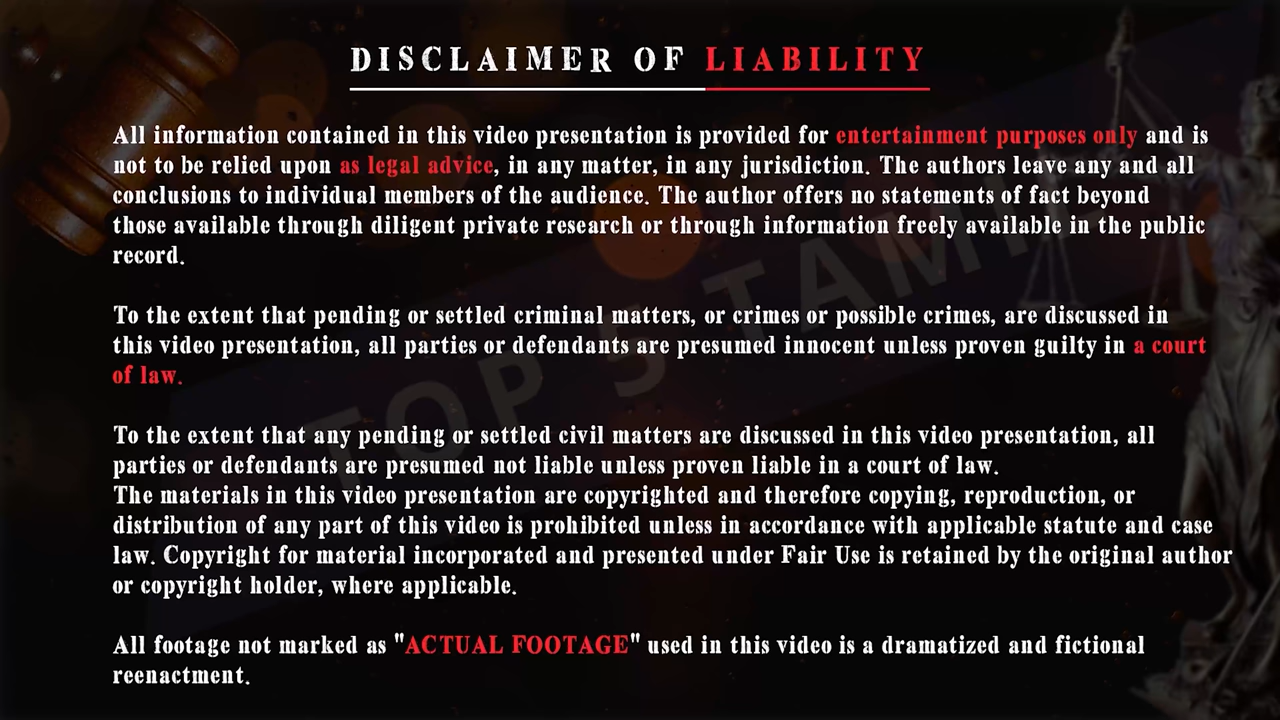 DISCLAIMER OF LIABILITY
All information contained in this video presentation is provided for entertainment purposes only and is
not to be relied upon as legal advice, in any matter, in any jurisdiction. The authors leave any and all
conclusions to individual members of the audience. The author offers no statements of fact beyond
those available through diligent private research or through information freely available in the public
record.
To the extent that pending or settled criminal matters, or crimes or possible crimes, are discussed in
this video presentation, all parties or defendants are presumed innocent unless proven guilty in a court
of law.
To the extent that any pending or settled civil matters are discussed in this video presentation, all
parties or defendants are presumed not liable unless proven liable in a court of law.
The materials in this video presentation are copyrighted and therefore copying, reproduction, or
distribution of any part of this video is prohibited unless in accordance with applicable statute and case
law. Copyright for material incorporated and presented under Fair Use is retained by the original author
or copyright holder, where applicable.
All footage not marked as "ACTUAL FOOTAGE" used in this video is a dramatized and fictional
reenactment.
TOP 5 TAMIL